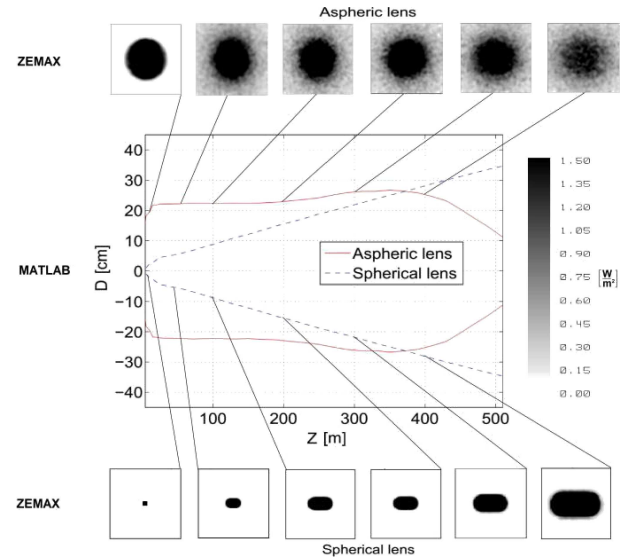 Aspheric lens
ZEMAX
40
30
20
10
0
−10
−20
−30
−40
D [cm]
MATLAB
Aspheric lens
Spherical lens
100
200
300
400
500
Z [m]
1.50
1.35
1.20
1.05
0.90
0.75
0.60
0.45
0.30
0.15
0.00
[W/m²]
ZEMAX
Spherical lens